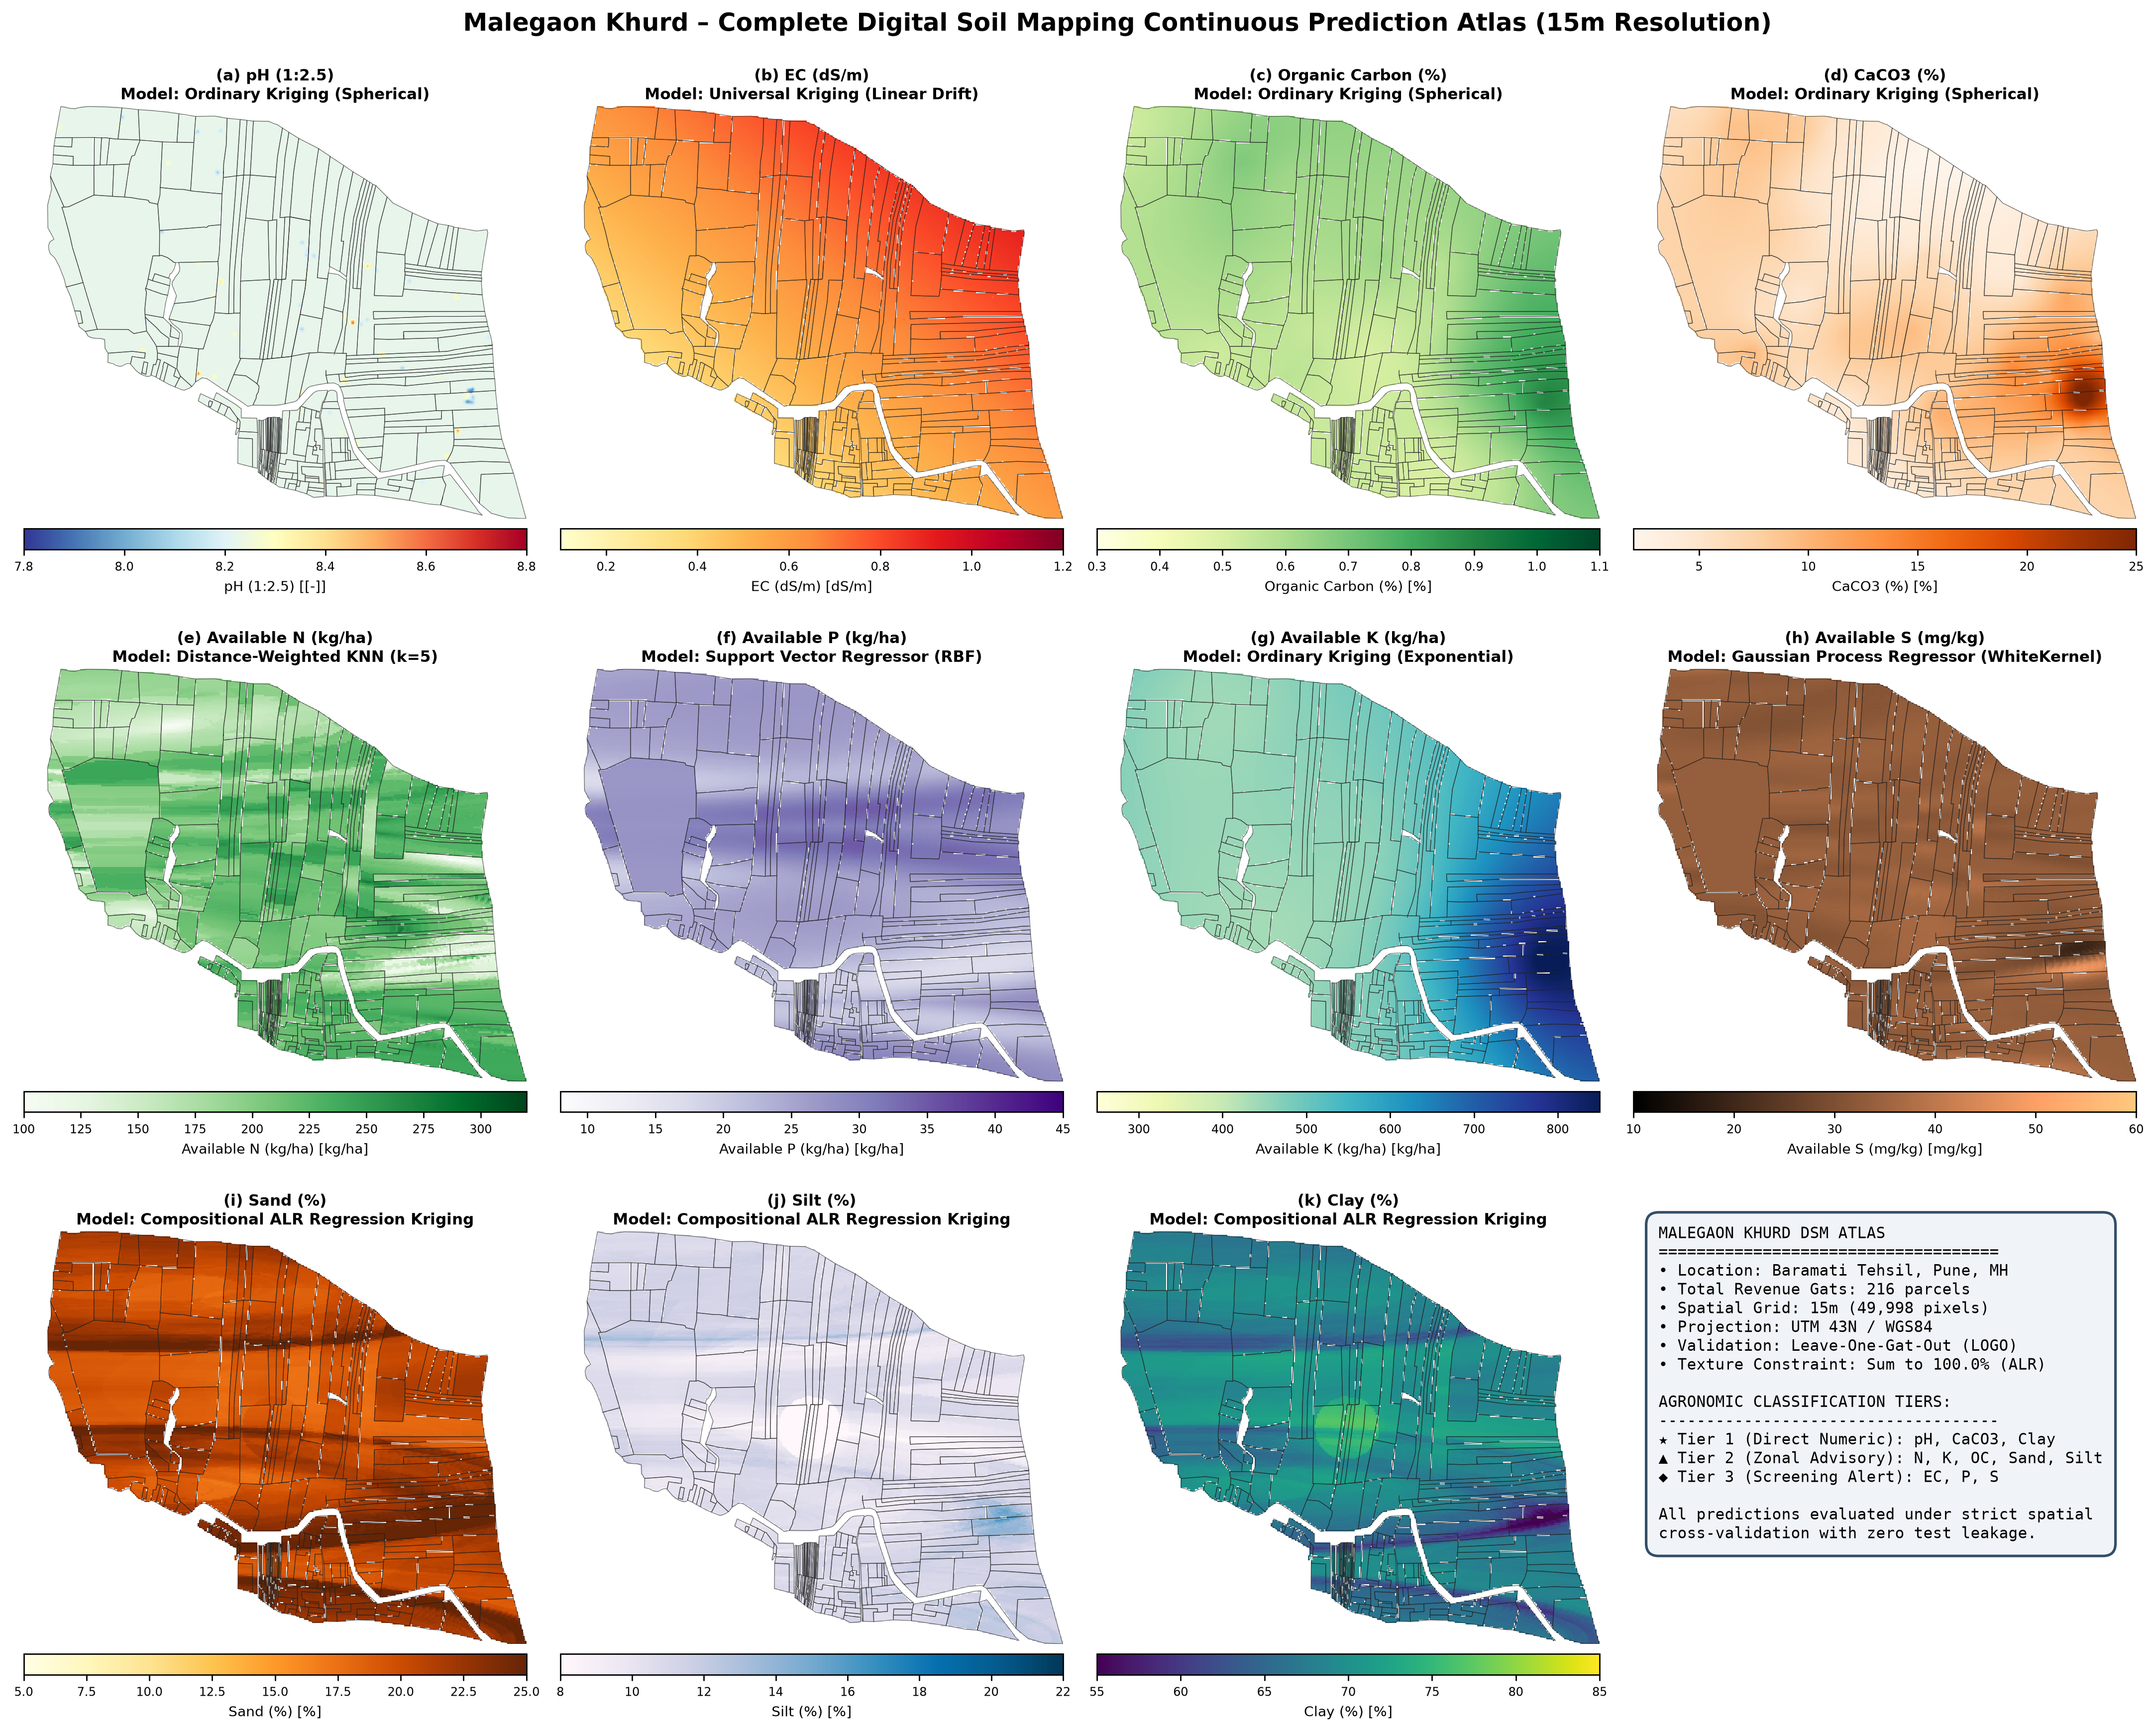 Malegaon Khurd – Complete Digital Soil Mapping Continuous Prediction Atlas (15m Resolution)
(a) pH (1:2.5)
Model: Ordinary Kriging (Spherical)
7.8 8.0 8.2 8.4 8.6 8.8
pH (1:2.5) [[-]]
(b) EC (dS/m)
Model: Universal Kriging (Linear Drift)
0.2 0.4 0.6 0.8 1.0 1.2
EC (dS/m) [dS/m]
(c) Organic Carbon (%)
Model: Ordinary Kriging (Spherical)
0.3 0.4 0.5 0.6 0.7 0.8 0.9 1.0 1.1
Organic Carbon (%) [%]
(d) CaCO3 (%)
Model: Ordinary Kriging (Spherical)
5 10 15 20 25
CaCO3 (%) [%]
(e) Available N (kg/ha)
Model: Distance-Weighted KNN (k=5)
100 125 150 175 200 225 250 275 300
Available N (kg/ha) [kg/ha]
(f) Available P (kg/ha)
Model: Support Vector Regressor (RBF)
10 15 20 25 30 35 40 45
Available P (kg/ha) [kg/ha]
(g) Available K (kg/ha)
Model: Ordinary Kriging (Exponential)
300 400 500 600 700 800
Available K (kg/ha) [kg/ha]
(h) Available S (mg/kg)
Model: Gaussian Process Regressor (WhiteKernel)
10 20 30 40 50 60
Available S (mg/kg) [mg/kg]
(i) Sand (%)
Model: Compositional ALR Regression Kriging
5.0 7.5 10.0 12.5 15.0 17.5 20.0 22.5 25.0
Sand (%) [%]
(j) Silt (%)
Model: Compositional ALR Regression Kriging
8 10 12 14 16 18 20 22
Silt (%) [%]
(k) Clay (%)
Model: Compositional ALR Regression Kriging
55 60 65 70 75 80 85
Clay (%) [%]
MALEGAON KHURD DSM ATLAS
====================================
• Location: Baramati Tehsil, Pune, MH
• Total Revenue Gats: 216 parcels
• Spatial Grid: 15m (49,998 pixels)
• Projection: UTM 43N / WGS84
• Validation: Leave-One-Gat-Out (LOGO)
• Texture Constraint: Sum to 100.0% (ALR)
AGRONOMIC CLASSIFICATION TIERS:
------------------------------------
★ Tier 1 (Direct Numeric): pH, CaCO3, Clay
▲ Tier 2 (Zonal Advisory): N, K, OC, Sand, Silt
◆ Tier 3 (Screening Alert): EC, P, S
All predictions evaluated under strict spatial
cross-validation with zero test leakage.